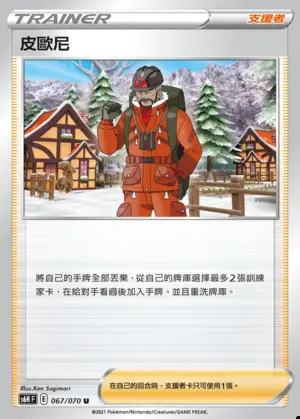 TRAINER
支援者
皮歐尼
將自己的手牌全部丟棄,從自己的牌庫選擇最多2張訓練
家卡,在給對手看過後加入手牌。並且重洗牌庫。
Illus.Ken Sugimori
S6H F E 067/070 U
在自己的回合時,支援者卡只可使用1張。
©2021 Pokémon/Nintendo/Creatures/GAME FREAK.